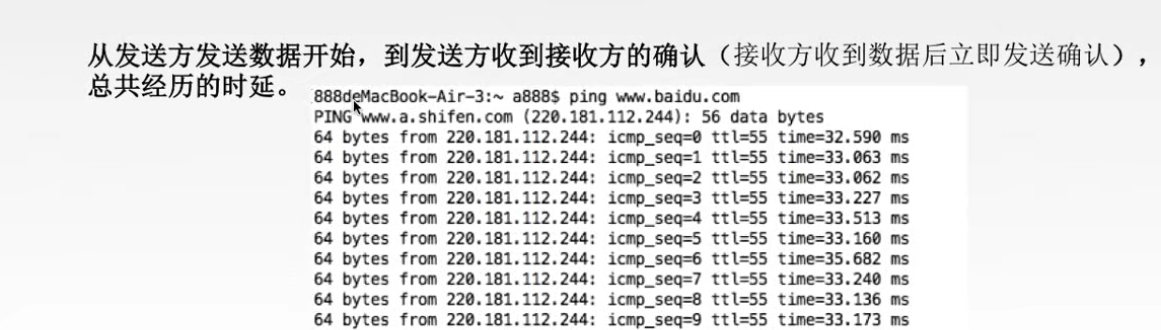 从发送方发送数据开始，到发送方收到接收方的确认（接收方收到数据后立即发送确认），
总共经历的时延。
888deMacBook-Air-3:~ a888$ ping www.baidu.com
PING www.a.shifen.com (220.181.112.244): 56 data bytes
64 bytes from 220.181.112.244: icmp_seq=0 ttl=55 time=32.590 ms
64 bytes from 220.181.112.244: icmp_seq=1 ttl=55 time=33.063 ms
64 bytes from 220.181.112.244: icmp_seq=2 ttl=55 time=33.062 ms
64 bytes from 220.181.112.244: icmp_seq=3 ttl=55 time=33.227 ms
64 bytes from 220.181.112.244: icmp_seq=4 ttl=55 time=33.513 ms
64 bytes from 220.181.112.244: icmp_seq=5 ttl=55 time=33.160 ms
64 bytes from 220.181.112.244: icmp_seq=6 ttl=55 time=35.682 ms
64 bytes from 220.181.112.244: icmp_seq=7 ttl=55 time=33.240 ms
64 bytes from 220.181.112.244: icmp_seq=8 ttl=55 time=33.136 ms
64 bytes from 220.181.112.244: icmp_seq=9 ttl=55 time=33.173 ms